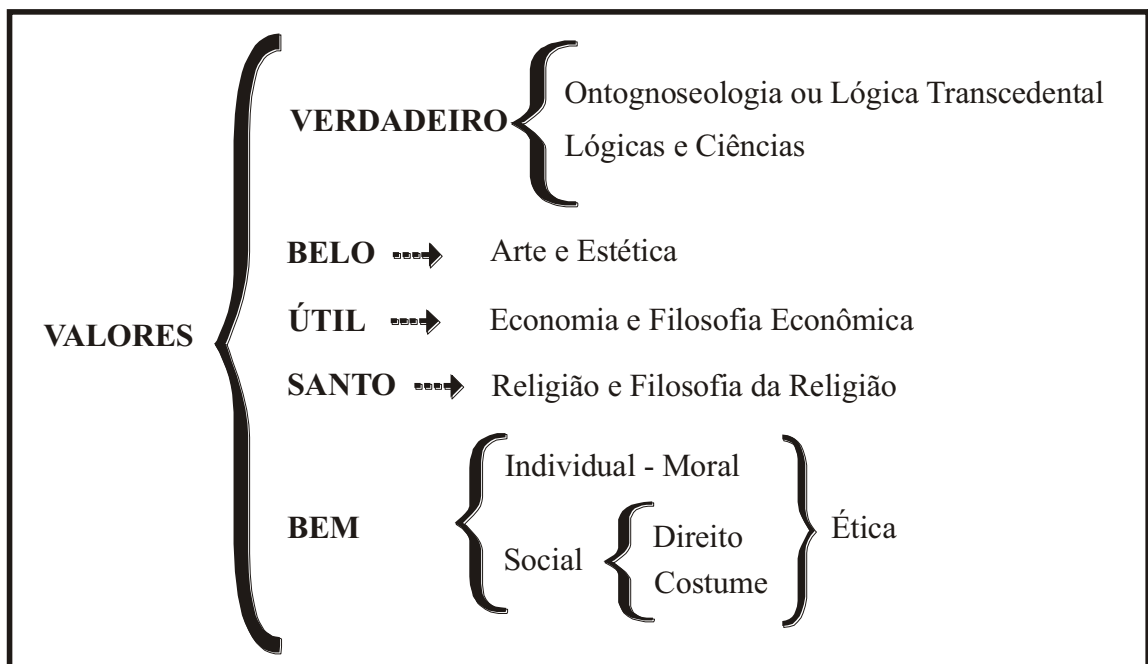 VALORES
VERDADEIRO
Ontognoseologia ou Lógica Transcedental
Lógicas e Ciências
BELO Arte e Estética
ÚTIL Economia e Filosofia Econômica
SANTO Religião e Filosofia da Religião
BEM
Individual - Moral
Social
Direito
Costume
Ética